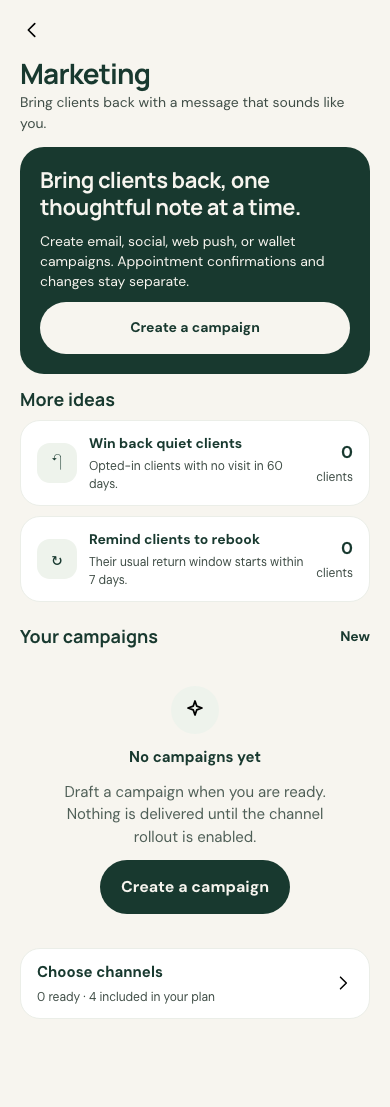 Marketing
Bring clients back with a message that sounds like
you.
Bring clients back, one
thoughtful note at a time.
Create email, social, web push, or wallet
campaigns. Appointment confirmations and
changes stay separate.
Create a campaign
More ideas
Win back quiet clients
Opted-in clients with no visit in 60
days.
0
clients
Remind clients to rebook
Their usual return window starts within
7 days.
0
clients
Your campaigns
New
No campaigns yet
Draft a campaign when you are ready.
Nothing is delivered until the channel
rollout is enabled.
Create a campaign
Choose channels
0 ready · 4 included in your plan